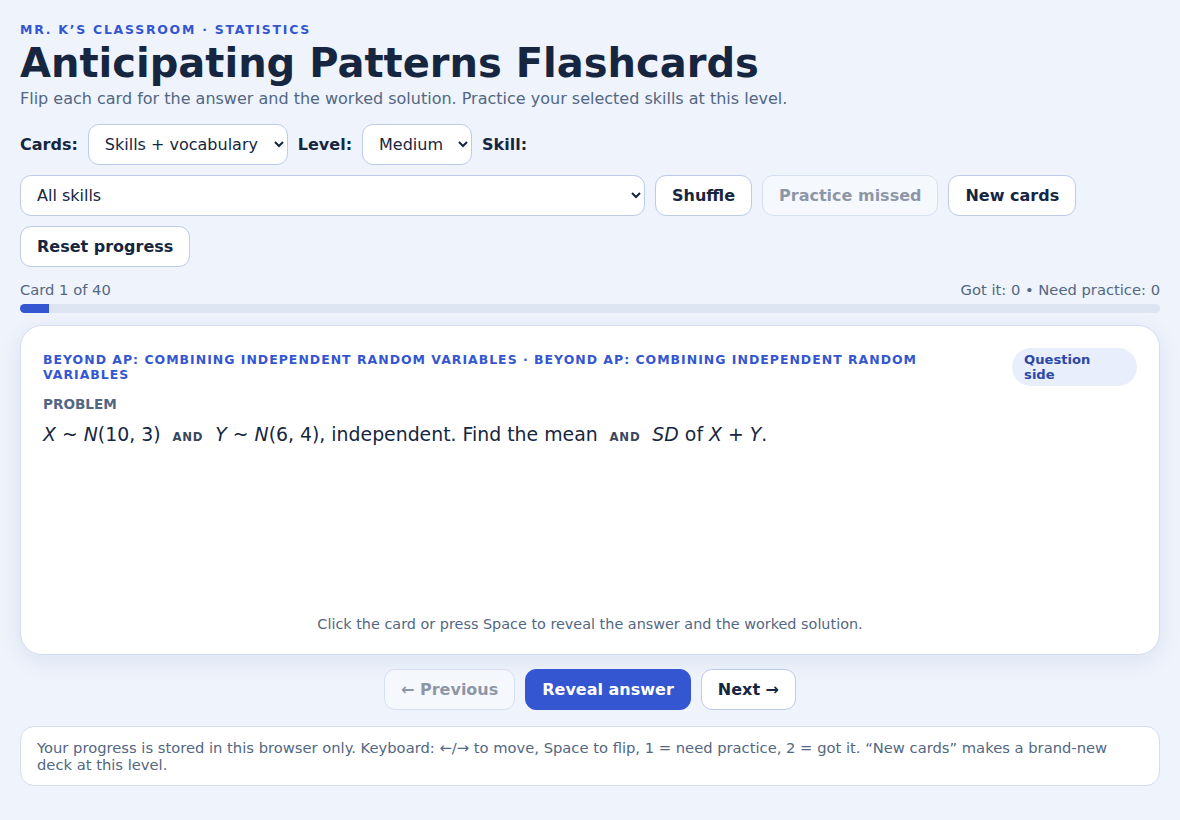 MR. K’S CLASSROOM · STATISTICS
Anticipating Patterns Flashcards
Flip each card for the answer and the worked solution. Practice your selected skills at this level.
Cards: Skills + vocabulary Level: Medium Skill:
All skills Shuffle Practice missed New cards
Reset progress
Card 1 of 40 Got it: 0 • Need practice: 0
BEYOND AP: COMBINING INDEPENDENT RANDOM VARIABLES · BEYOND AP: COMBINING INDEPENDENT RANDOM
VARIABLES
Question
side
PROBLEM
X ~ N(10, 3) AND Y ~ N(6, 4), independent. Find the mean AND SD of X + Y.
Click the card or press Space to reveal the answer and the worked solution.
← Previous Reveal answer Next →
Your progress is stored in this browser only. Keyboard: ←/→ to move, Space to flip, 1 = need practice, 2 = got it. “New cards” makes a brand-new
deck at this level.